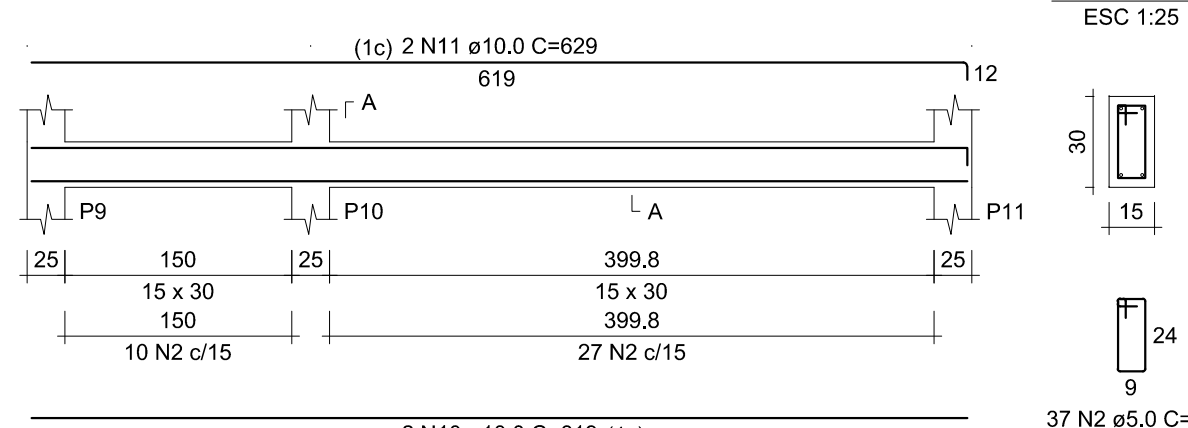 ESC 1:25
(1c) 2 N11 ø10.0 C=629
619
12
A
30
P9
P10
A
P11
15
25
150
25
399.8
25
15 x 30
15 x 30
150
399.8
10 N2 c/15
27 N2 c/15
24
9
37 N2 ø5.0 C=